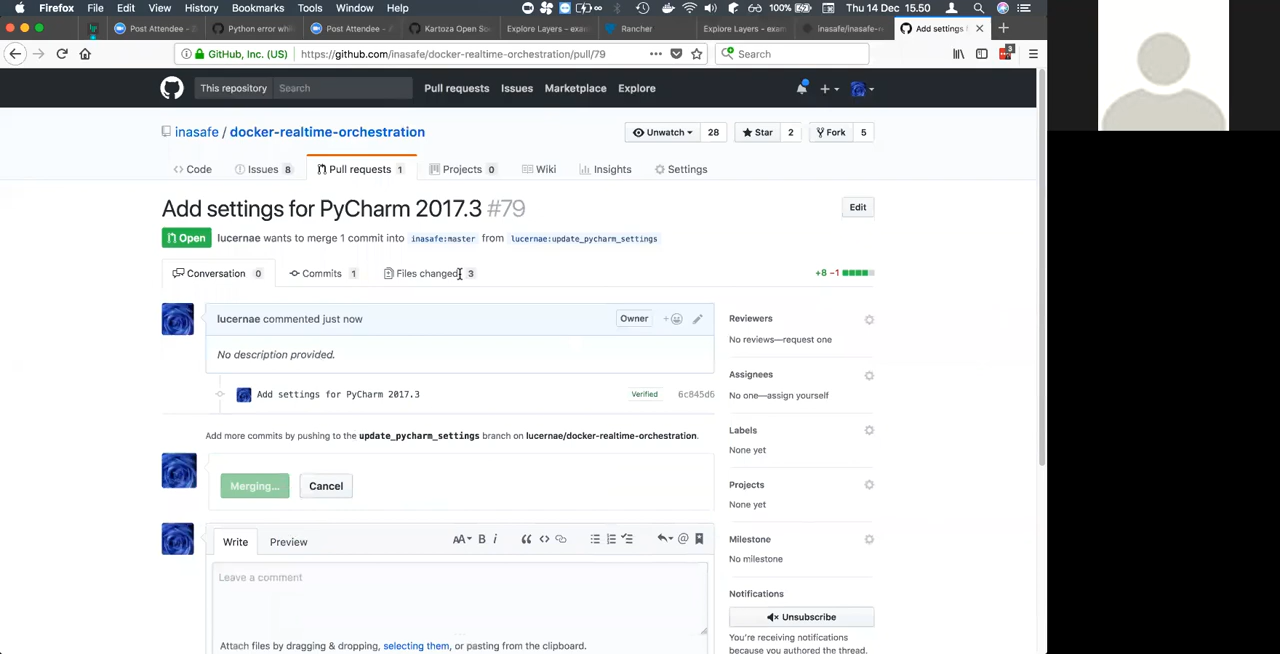 Firefox File Edit View History Bookmarks Tools Window Help 100% Thu 14 Dec 15.50
Post Attendee - Python error whi Post Attendee - Kartoza Open So Explore Layers - exam Rancher Explore Layers - exam inasafe/inasafe-r Add settings f
GitHub, Inc. (US) https://github.com/inasafe/docker-realtime-orchestration/pull/79 Search 3
This repository Search Pull requests Issues Marketplace Explore
inasafe / docker-realtime-orchestration Unwatch 28 Star 2 Fork 5
Code Issues 8 Pull requests 1 Projects 0 Wiki Insights Settings
Add settings for PyCharm 2017.3 #79 Edit
Open lucernae wants to merge 1 commit into inasafe:master from lucernae:update_pycharm_settings
Conversation 0 Commits 1 Files changed 3 +8 −1
lucernae commented just now Owner
No description provided.
Add settings for PyCharm 2017.3 Verified 6c845d6
Add more commits by pushing to the update_pycharm_settings branch on lucernae/docker-realtime-orchestration.
Merging... Cancel
Write Preview AA B i
Leave a comment
Attach files by dragging & dropping, selecting them, or pasting from the clipboard.
Reviewers
No reviews—request one
Assignees
No one—assign yourself
Labels
None yet
Projects
None yet
Milestone
No milestone
Notifications
Unsubscribe
You're receiving notifications
because you authored the thread.